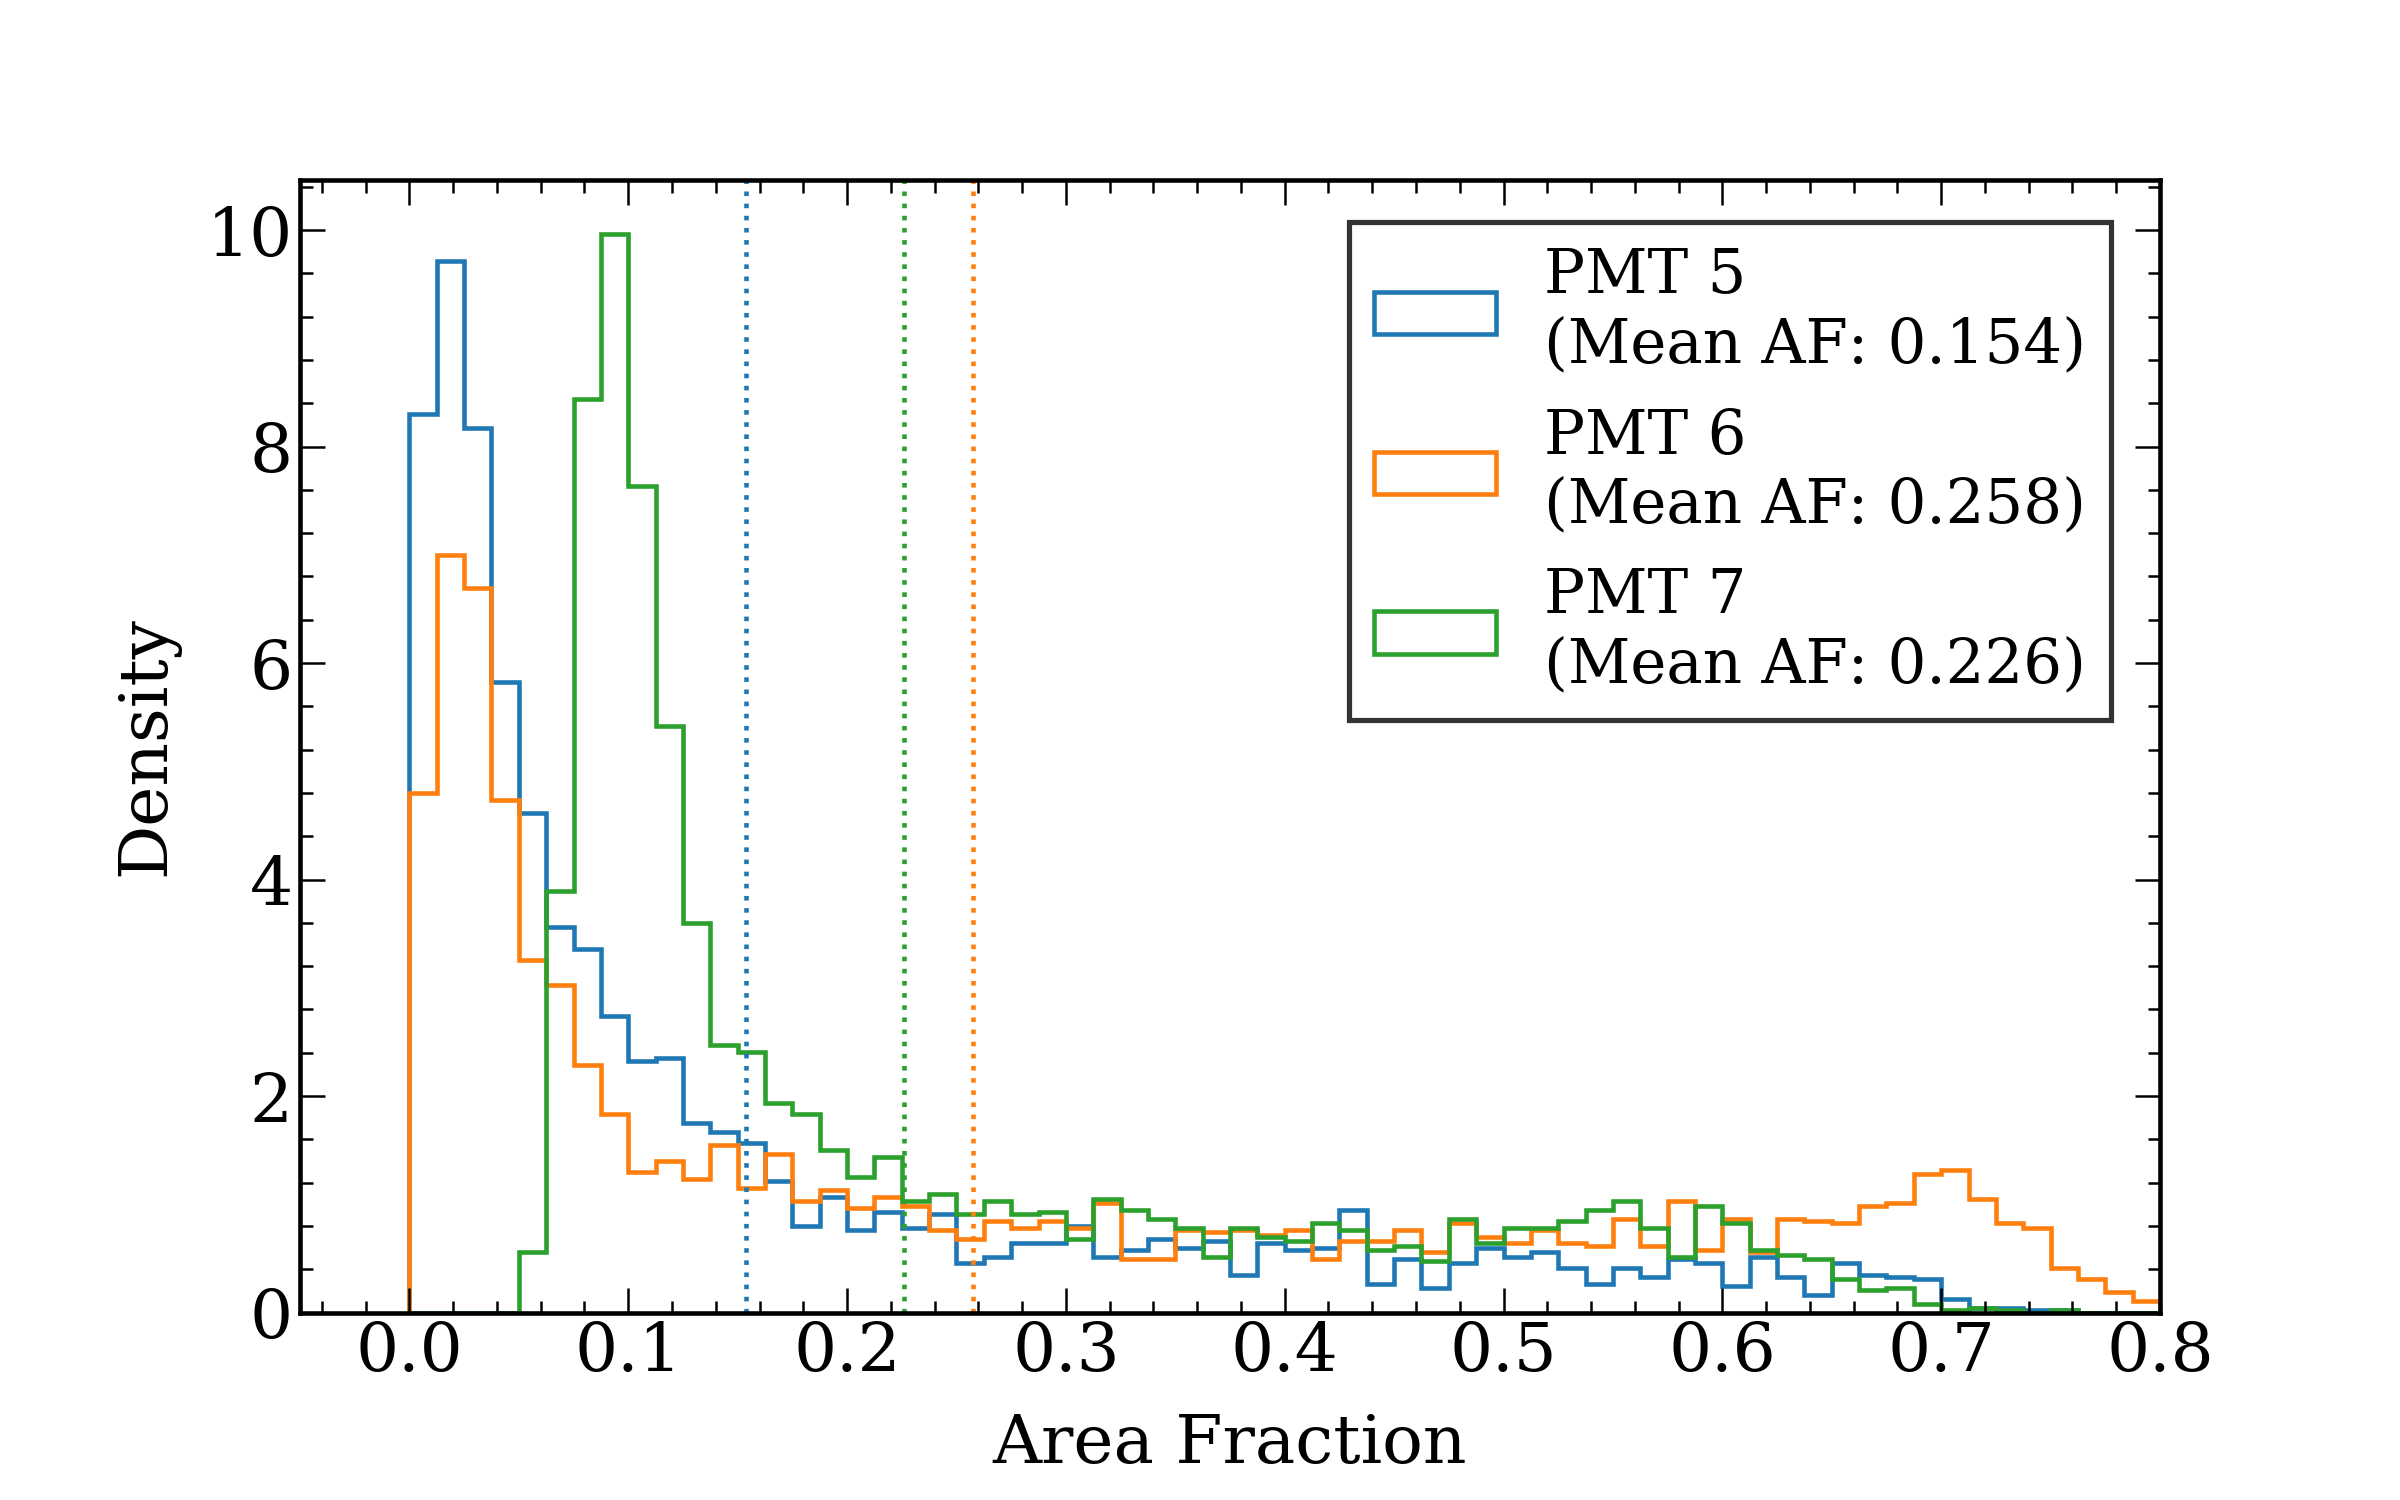 PMT 5
(Mean AF: 0.154)
PMT 6
(Mean AF: 0.258)
PMT 7
(Mean AF: 0.226)
Density
10
8
6
4
2
0
0.0 0.1 0.2 0.3 0.4 0.5 0.6 0.7 0.8
Area Fraction